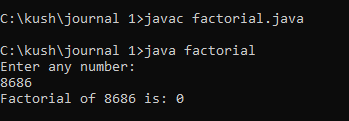 C:\kush\journal 1>javac factorial.java
C:\kush\journal 1>java factorial
Enter any number:
8686
Factorial of 8686 is: 0